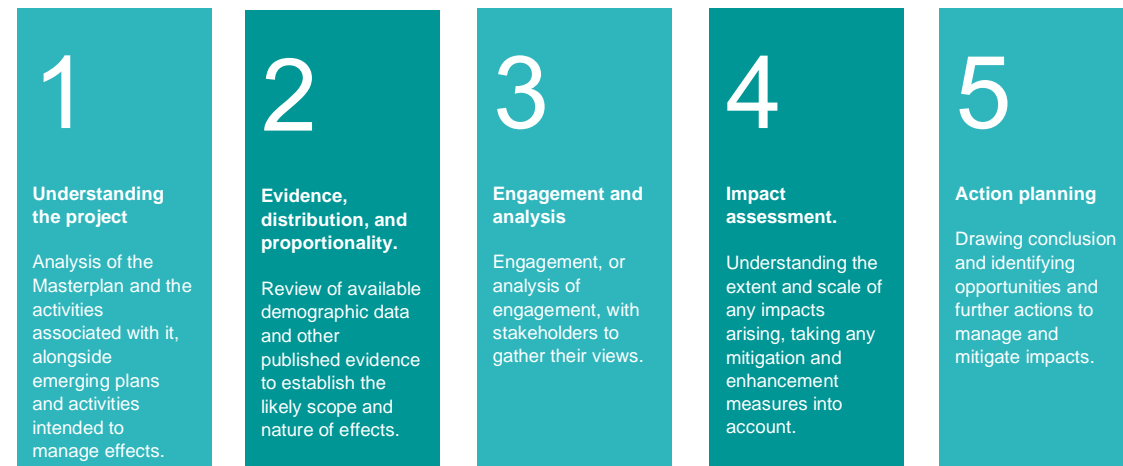 1
Understanding
the project
Analysis of the
Masterplan and the
activities
associated with it,
alongside
emerging plans
and activities
intended to
manage effects.
2
Evidence,
distribution, and
proportionality.
Review of available
demographic data
and other
published evidence
to establish the
likely scope and
nature of effects.
3
Engagement and
analysis
Engagement, or
analysis of
engagement, with
stakeholders to
gather their views.
4
Impact
assessment.
Understanding the
extent and scale of
any impacts
arising, taking any
mitigation and
enhancement
measures into
account.
5
Action planning
Drawing conclusion
and identifying
opportunities and
further actions to
manage and
mitigate impacts.